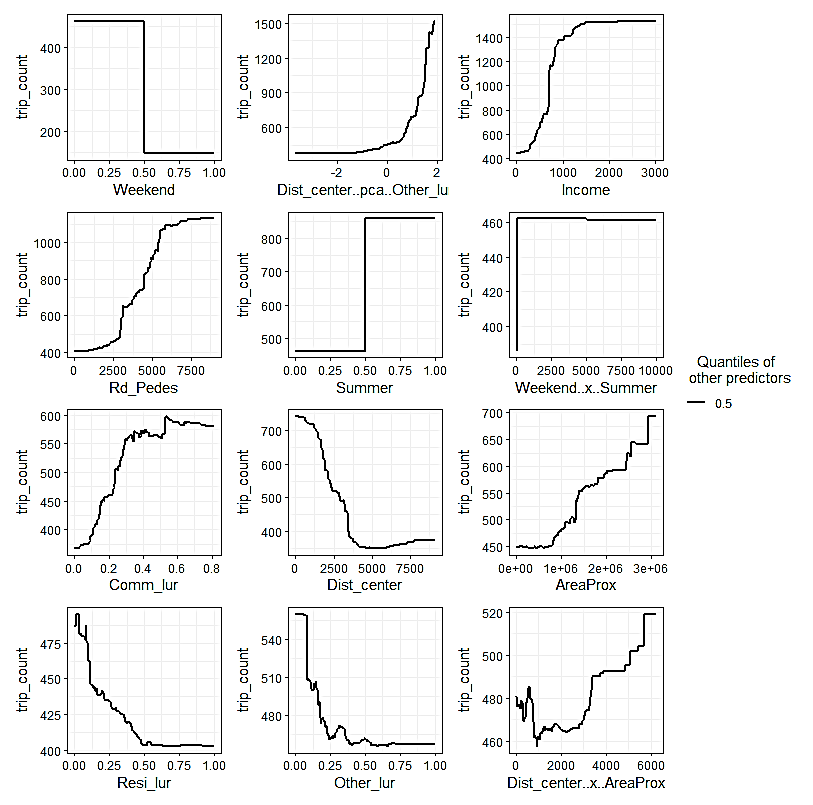 trip_count
400
300
200
0.00 0.25 0.50 0.75 1.00
Weekend
trip_count
1500
1200
900
600
-2 0 2
Dist_center..pca..Other_lu
trip_count
1400
1200
1000
800
600
400
0 1000 2000 3000
Income
trip_count
1000
800
600
400
0 2500 5000 7500
Rd_Pedes
trip_count
800
700
600
500
0.00 0.25 0.50 0.75 1.00
Summer
trip_count
460
440
420
400
0 2500 5000 7500 10000
Weekend..x..Summer
trip_count
600
550
500
450
400
0.0 0.2 0.4 0.6 0.8
Comm_lur
trip_count
700
600
500
400
0 2500 5000 7500
Dist_center
trip_count
700
650
600
550
500
450
0e+00 1e+06 2e+06 3e+06
AreaProx
trip_count
475
450
425
400
0.00 0.25 0.50 0.75 1.00
Resi_lur
trip_count
540
510
480
0.00 0.25 0.50 0.75 1.00
Other_lur
trip_count
520
500
480
460
0 2000 4000 6000
Dist_center..x..AreaProx
Quantiles of
other predictors
0.5